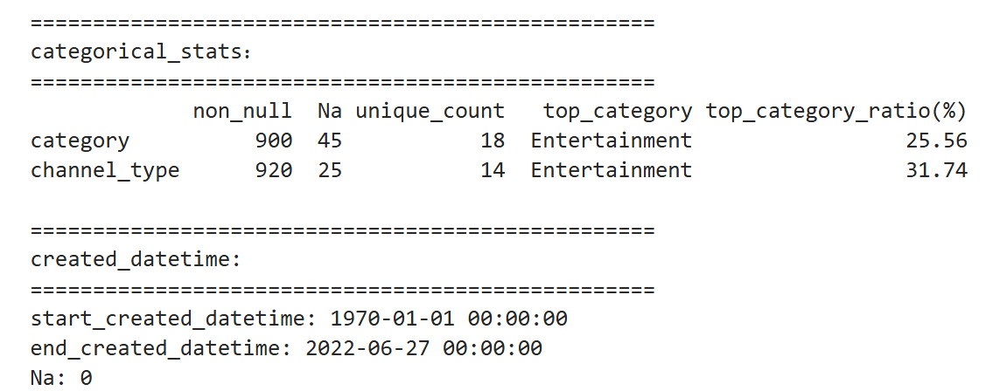 ==================================================
categorical_stats：
==================================================
             non_null  Na unique_count   top_category top_category_ratio(%)
category          900  45           18  Entertainment                 25.56
channel_type      920  25           14  Entertainment                 31.74
==================================================
created_datetime:
==================================================
start_created_datetime: 1970-01-01 00:00:00
end_created_datetime: 2022-06-27 00:00:00
Na: 0